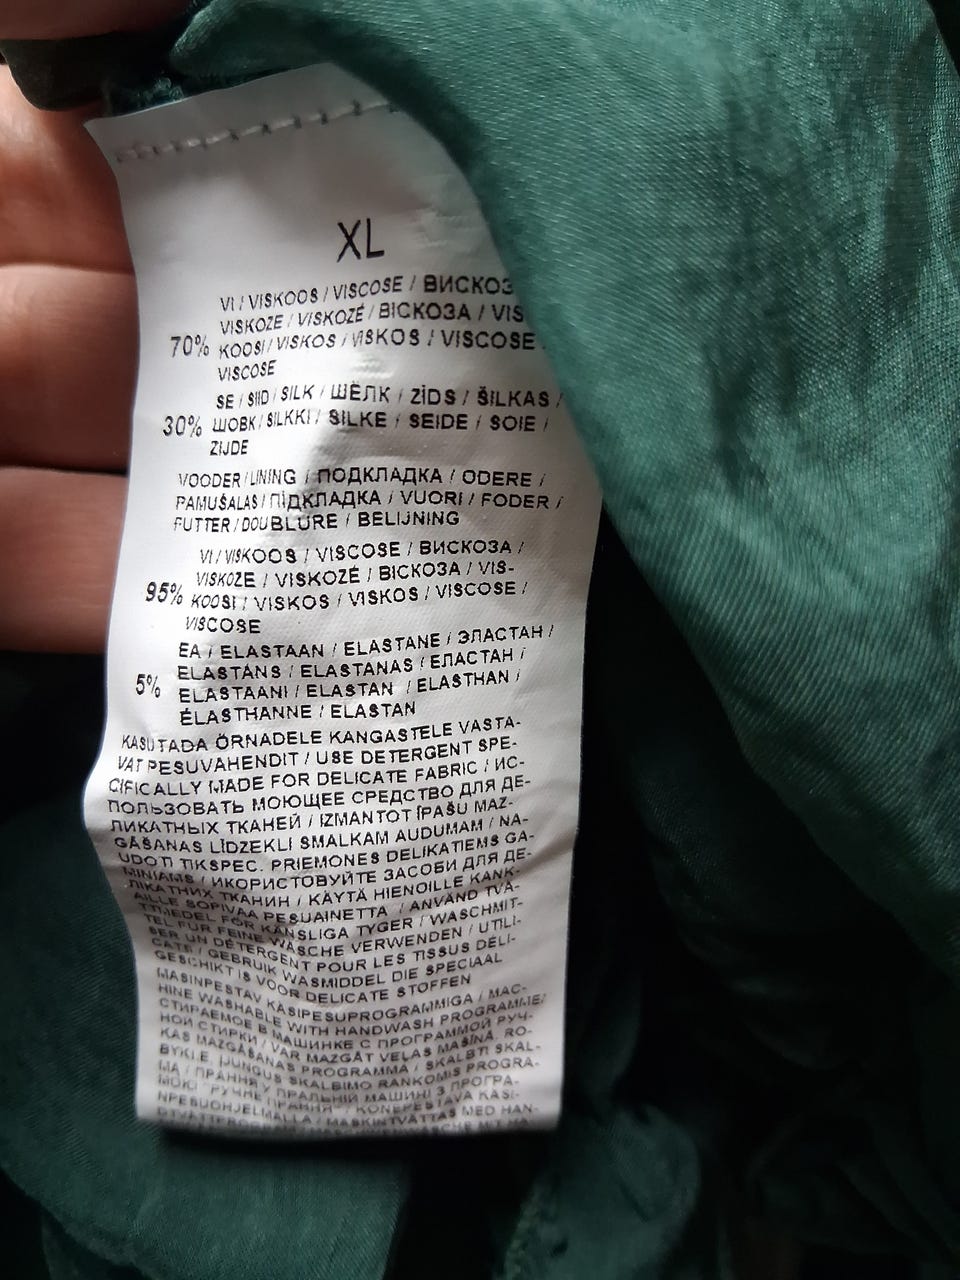 XL
VI / VISKOOS / VISCOSE / ВИСКОЗ
VISKOZE / VISKOZĖ / ВІСКОЗА / VIS
70% KOOSI / VISKOS / VISKOS / VISCOSE
VISCOSE
SE / SIID / SILK / ШЁЛК / ZĪDS / ŠILKAS /
30% ШОВК / SILKKI / SILKE / SEIDE / SOIE /
ZIJDE
VOODER / LINING / ПОДКЛАДКА / ODERE /
PAMUŠALAS / ПІДКЛАДКА / VUORI / FODER /
FUTTER / DOUBLURE / BELIJNING
VI / VISKOOS / VISCOSE / ВИСКОЗА /
VISKOZE / VISKOZĖ / ВІСКОЗА / VIS-
95% KOOSI / VISKOS / VISKOS / VISCOSE /
VISCOSE
EA / ELASTAAN / ELASTANE / ЭЛАСТАН /
ELASTĀNS / ELASTANAS / ЕЛАСТАН /
5% ELASTAANI / ELASTAN / ELASTHAN /
ÉLASTHANNE / ELASTAN
KASUTADA ÕRNADELE KANGASTELE VASTA-
VAT PESUVAHENDIT / USE DETERGENT SPE-
CIFICALLY MADE FOR DELICATE FABRIC / ИС-
ПОЛЬЗОВАТЬ МОЮЩЕЕ СРЕДСТВО ДЛЯ ДЕ-
ЛИКАТНЫХ ТКАНЕЙ / IZMANTOT ĪPAŠU MAZ-
GĀŠANAS LĪDZEKLI SMALKAM AUDUMAM / NA-
UDOTI TIK SPEC. PRIEMONES DELIKATIEMS GA-
MINIAMS / ИКОРИСТОВУЙТЕ ЗАСОБИ ДЛЯ ДЕ-
ЛІКАТНИХ ТКАНИН / KÄYTÄ HIENOILLE KANK-
AILLE SOPIVAA PESUAINETTA / ANVÄND TVÄ-
TTMEDEL FÖR KÄNSLIGA TYGER / WASCHMIT-
TEL FÜR FEINE WÄSCHE VERWENDEN / UTILI-
SER UN DÉTERGENT POUR LES TISSUS DÉLI-
CATS / GEBRUIK WASMIDDEL DIE SPECIAAL
GESCHIKT IS VOOR DELICATE STOFFEN
MASINPESTAV KÄSIPESUPROGRAMMIGA / MAC-
HINE WASHABLE WITH HANDWASH PROGRAMME/
СТИРАЕМОЕ В МАШИНКЕ С ПРОГРАММОЙ РУЧ-
НОЙ СТИРКИ / VAR MAZGĀT VEĻAS MAŠĪNĀ, RO-
KAS MAZGĀŠANAS PROGRAMMA / SKALBTI SKAL-
BYKLE, ĮJUNGUS SKALBIMO RANKOMIS PROGRA-
MĄ / ПРАННЯ У ПРАЛЬНІЙ МАШИНІ З ПРОГРА-
МОЮ "РУЧНЕ ПРАННЯ" / KONEPESTÄVÄ KÄSI-
NPESUOHJELMALLA / MASKINTVÄTTAS MED HAN-